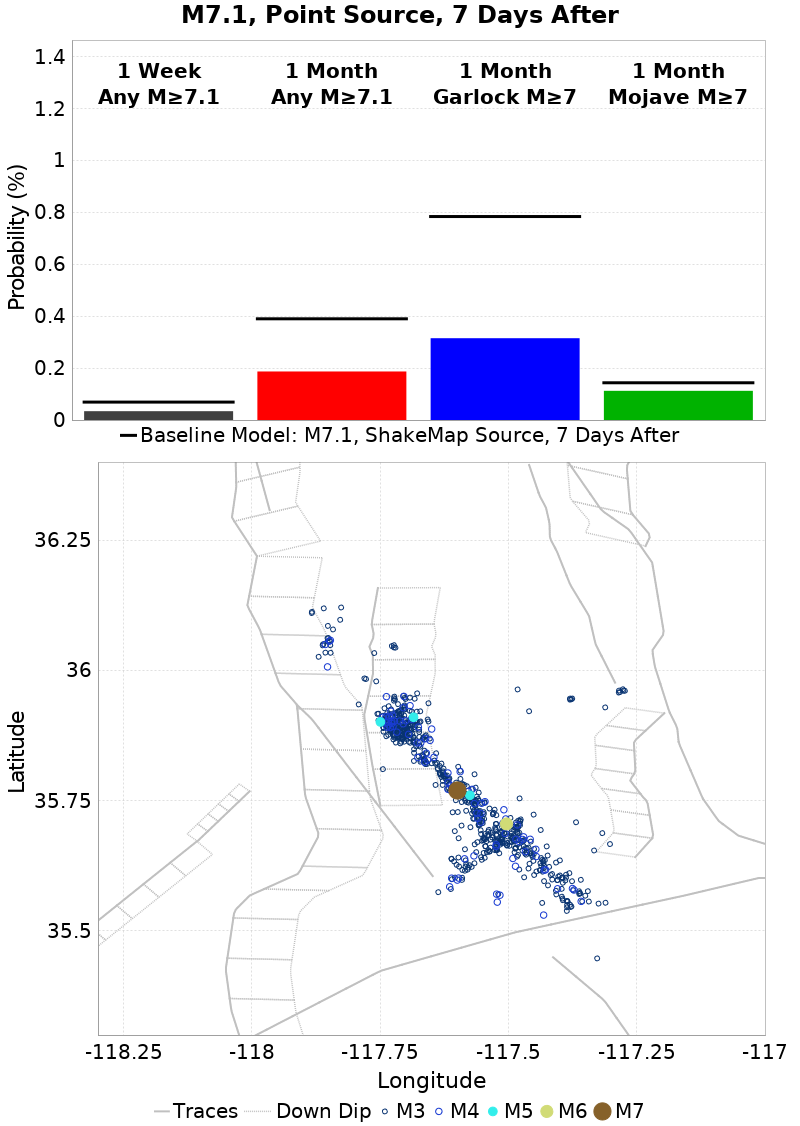 M7.1, Point Source, 7 Days After
1 Week
Any M≥7.1
1 Month
Any M≥7.1
1 Month
Garlock M≥7
1 Month
Mojave M≥7
Probability (%)
1.4
1.2
1
0.8
0.6
0.4
0.2
0
Baseline Model: M7.1, ShakeMap Source, 7 Days After
Latitude
36.25
36
35.75
35.5
-118.25 -118 -117.75 -117.5 -117.25 -117
Longitude
Traces Down Dip M3 M4 M5 M6 M7